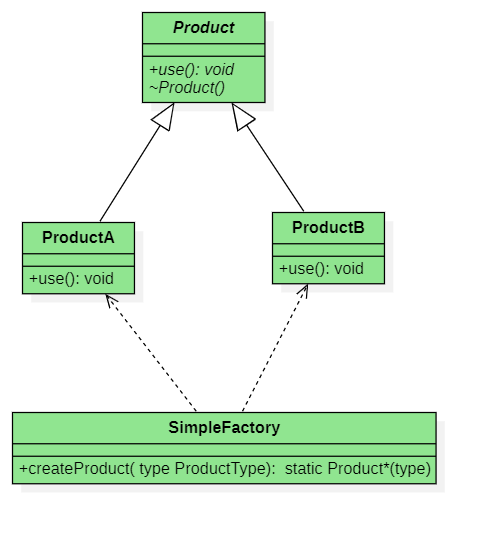 Product
+use(): void
~Product()
ProductA
+use(): void
ProductB
+use(): void
SimpleFactory
+createProduct( type ProductType):  static Product*(type)